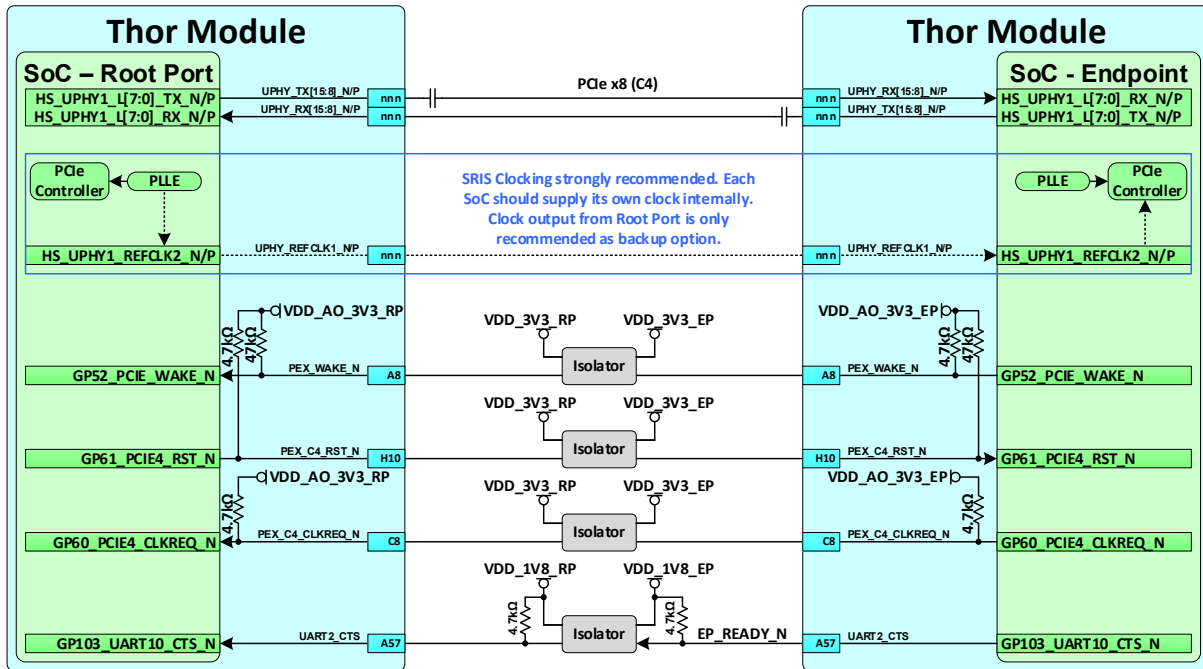 Thor Module
Thor Module
SoC – Root Port
SoC - Endpoint
PCIe x8 (C4)
HS_UPHY1_L[7:0]_TX_N/P
UPHY_TX[15:8]_N/P
nnn
nnn
UPHY_RX[15:8]_N/P
HS_UPHY1_L[7:0]_RX_N/P
HS_UPHY1_L[7:0]_RX_N/P
UPHY_RX[15:8]_N/P
nnn
nnn
UPHY_TX[15:8]_N/P
HS_UPHY1_L[7:0]_TX_N/P
PCIe
Controller
PLLE
SRIS Clocking strongly recommended. Each
SoC should supply its own clock internally.
Clock output from Root Port is only
recommended as backup option.
PLLE
PCIe
Controller
HS_UPHY1_REFCLK2_N/P
UPHY_REFCLK1_N/P
nnn
nnn
UPHY_REFCLK1_N/P
HS_UPHY1_REFCLK2_N/P
VDD_AO_3V3_RP
4.7kΩ
47kΩ
VDD_3V3_RP
VDD_3V3_EP
VDD_AO_3V3_EP
4.7kΩ
47kΩ
GP52_PCIE_WAKE_N
PEX_WAKE_N
A8
Isolator
A8
PEX_WAKE_N
GP52_PCIE_WAKE_N
VDD_3V3_RP
VDD_3V3_EP
GP61_PCIE4_RST_N
PEX_C4_RST_N
H10
Isolator
H10
PEX_C4_RST_N
GP61_PCIE4_RST_N
VDD_AO_3V3_RP
4.7kΩ
VDD_3V3_RP
VDD_3V3_EP
VDD_AO_3V3_EP
4.7kΩ
GP60_PCIE4_CLKREQ_N
PEX_C4_CLKREQ_N
C8
Isolator
C8
PEX_C4_CLKREQ_N
GP60_PCIE4_CLKREQ_N
VDD_1V8_RP
VDD_1V8_EP
4.7kΩ
4.7kΩ
GP103_UART10_CTS_N
UART2_CTS
A57
Isolator
EP_READY_N
A57
UART2_CTS
GP103_UART10_CTS_N